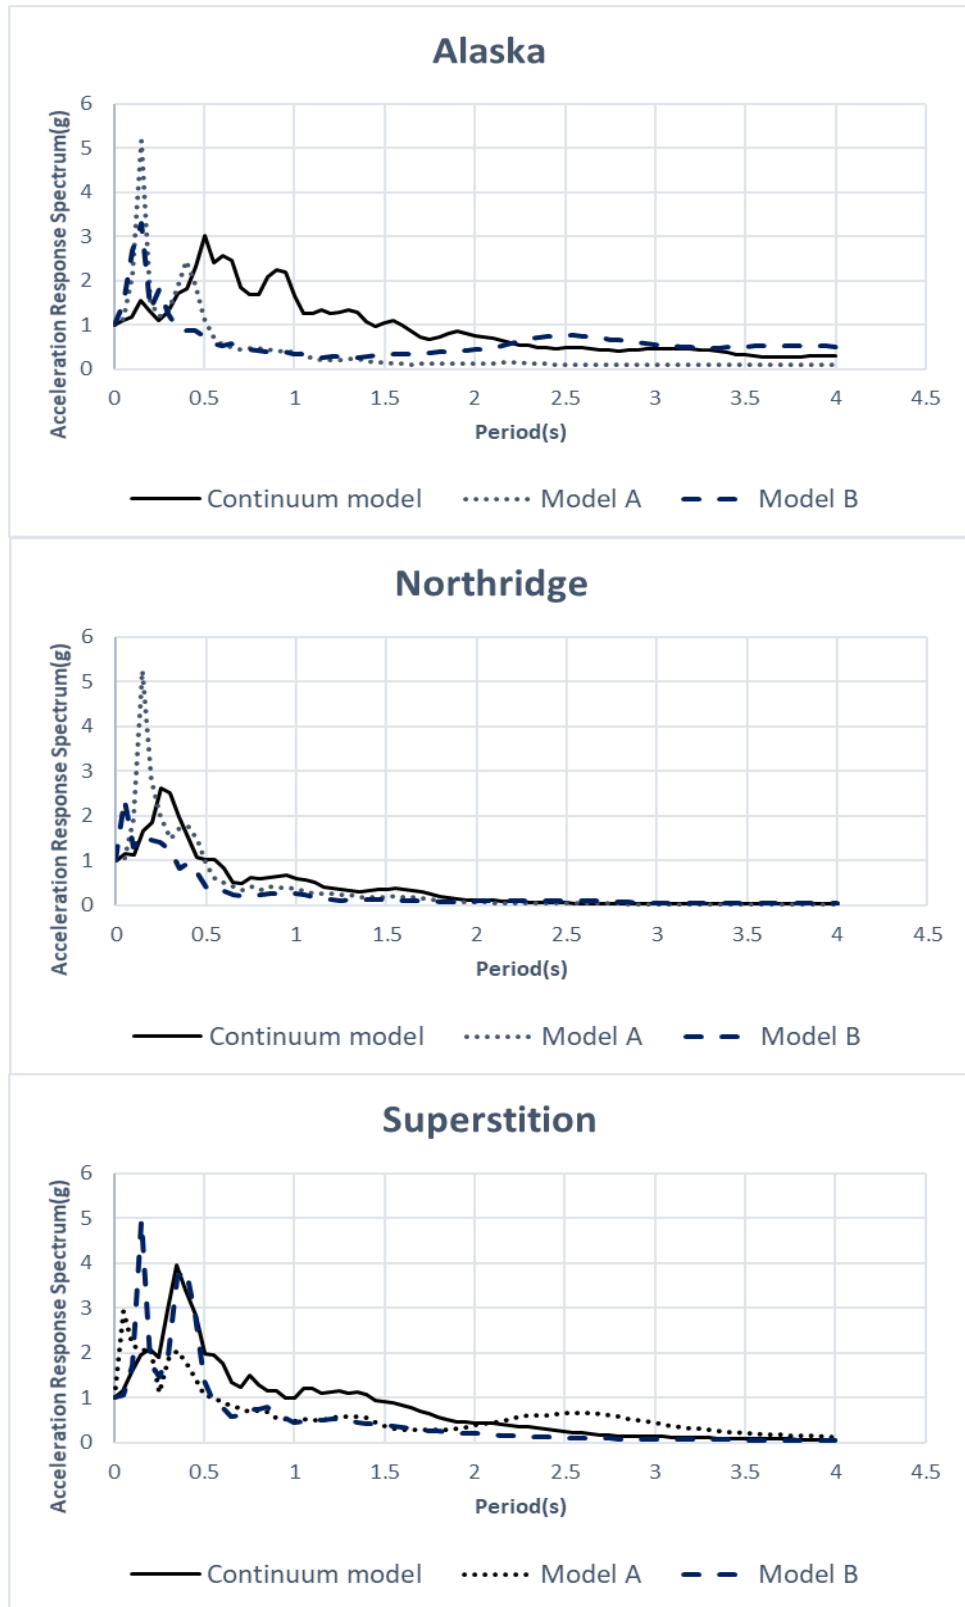 Alaska
Acceleration Response Spectrum(g)
6
5
4
3
2
1
0
0 0.5 1 1.5 2 2.5 3 3.5 4 4.5
Period(s)
Continuum model Model A Model B
Northridge
Acceleration Response Spectrum(g)
6
5
4
3
2
1
0
0 0.5 1 1.5 2 2.5 3 3.5 4 4.5
Period(s)
Continuum model Model A Model B
Superstition
Acceleration Response Spectrum(g)
6
5
4
3
2
1
0
0 0.5 1 1.5 2 2.5 3 3.5 4 4.5
Period(s)
Continuum model Model A Model B